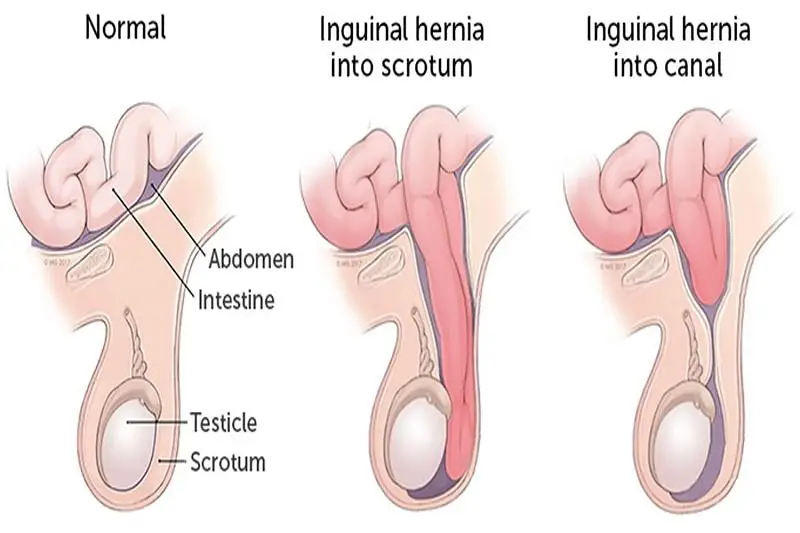 Normal
Inguinal hernia
into scrotum
Inguinal hernia
into canal
Abdomen
Intestine
Testicle
Scrotum